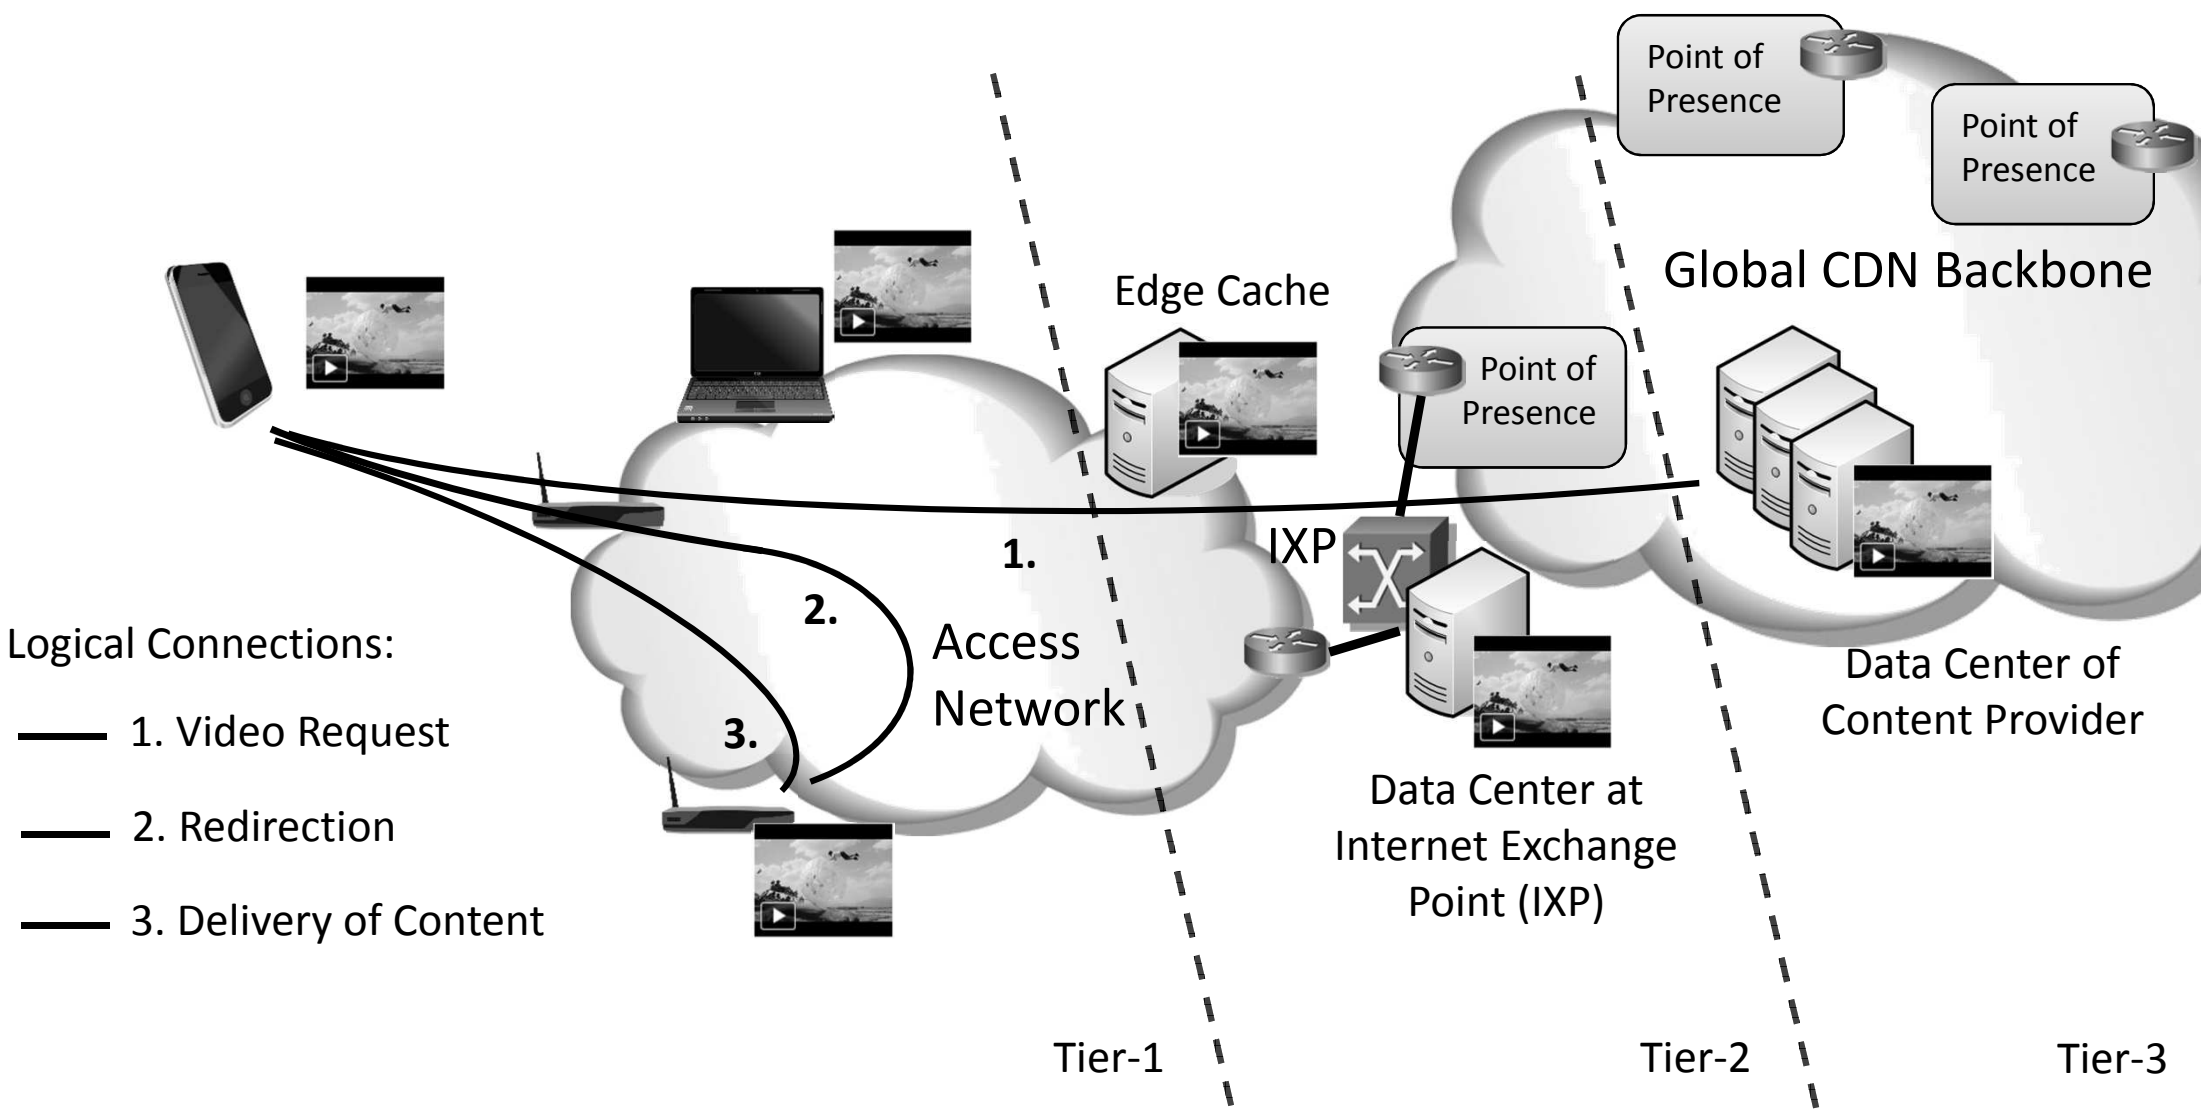 Point of
Presence
Point of
Presence
Global CDN Backbone
Edge Cache
Point of
Presence
IXP
1.
2.
Access
Network
3.
Logical Connections:
1. Video Request
2. Redirection
3. Delivery of Content
Data Center of
Content Provider
Data Center at
Internet Exchange
Point (IXP)
Tier-1
Tier-2
Tier-3